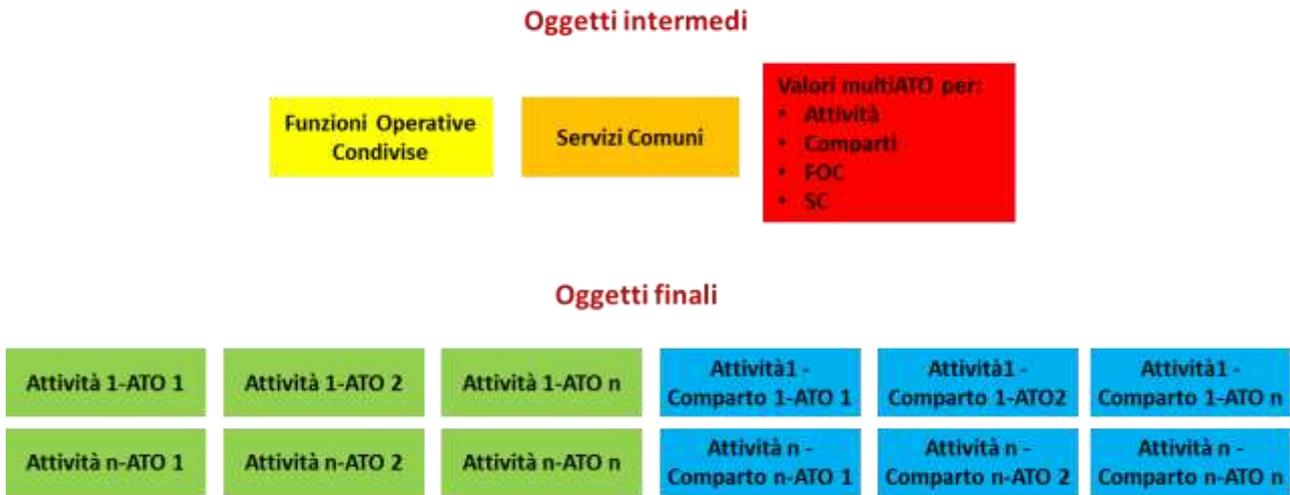 Oggetti intermedi
Funzioni Operative
Condivise
Servizi Comuni
Valori multiATO per:
• Attività
• Comparti
• FOC
• SC
Oggetti finali
Attività 1-ATO 1
Attività 1-ATO 2
Attività 1-ATO n
Attività1 -
Comparto 1-ATO 1
Attività1 -
Comparto 1-ATO2
Attività1 -
Comparto 1-ATO n
Attività n-ATO 1
Attività n-ATO 2
Attività n-ATO n
Attività n -
Comparto n-ATO 1
Attività n -
Comparto n-ATO 2
Attività n -
Comparto n-ATO n